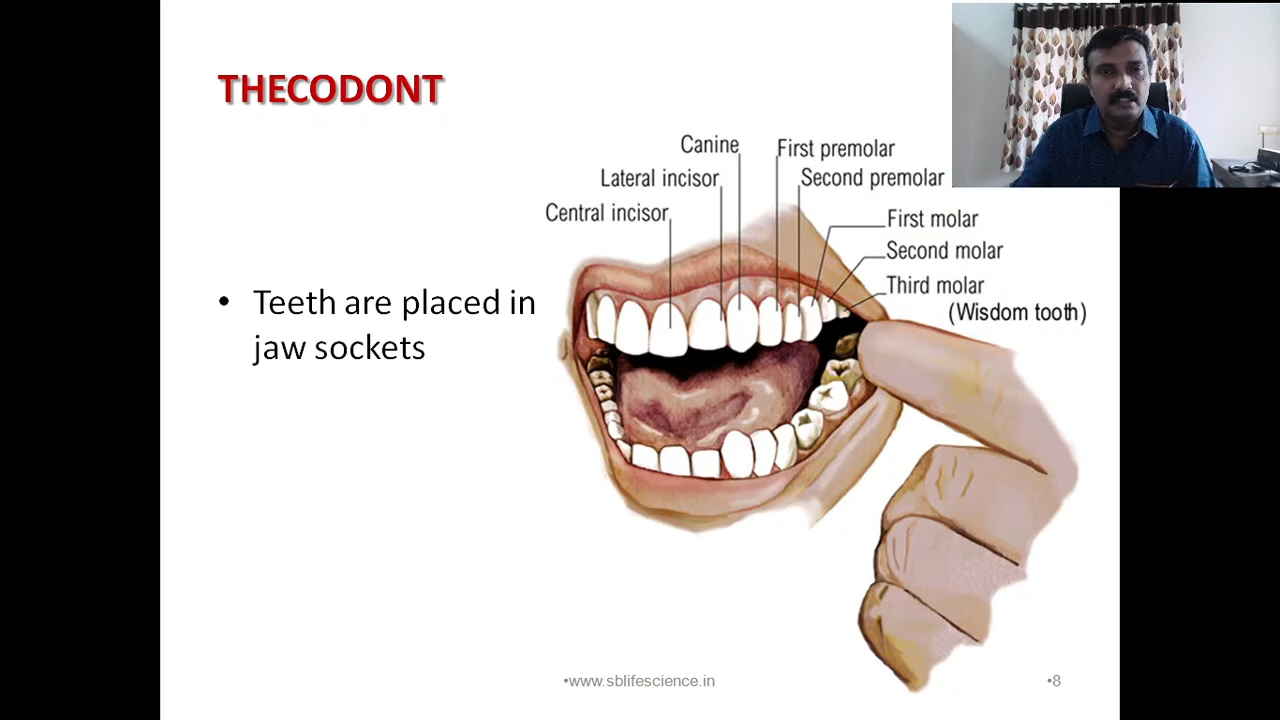 THECODONT
Canine
First premolar
Lateral incisor
Second premolar
Central incisor
First molar
Second molar
Third molar
(Wisdom tooth)
• Teeth are placed in
jaw sockets
•www.sblifescience.in
•8